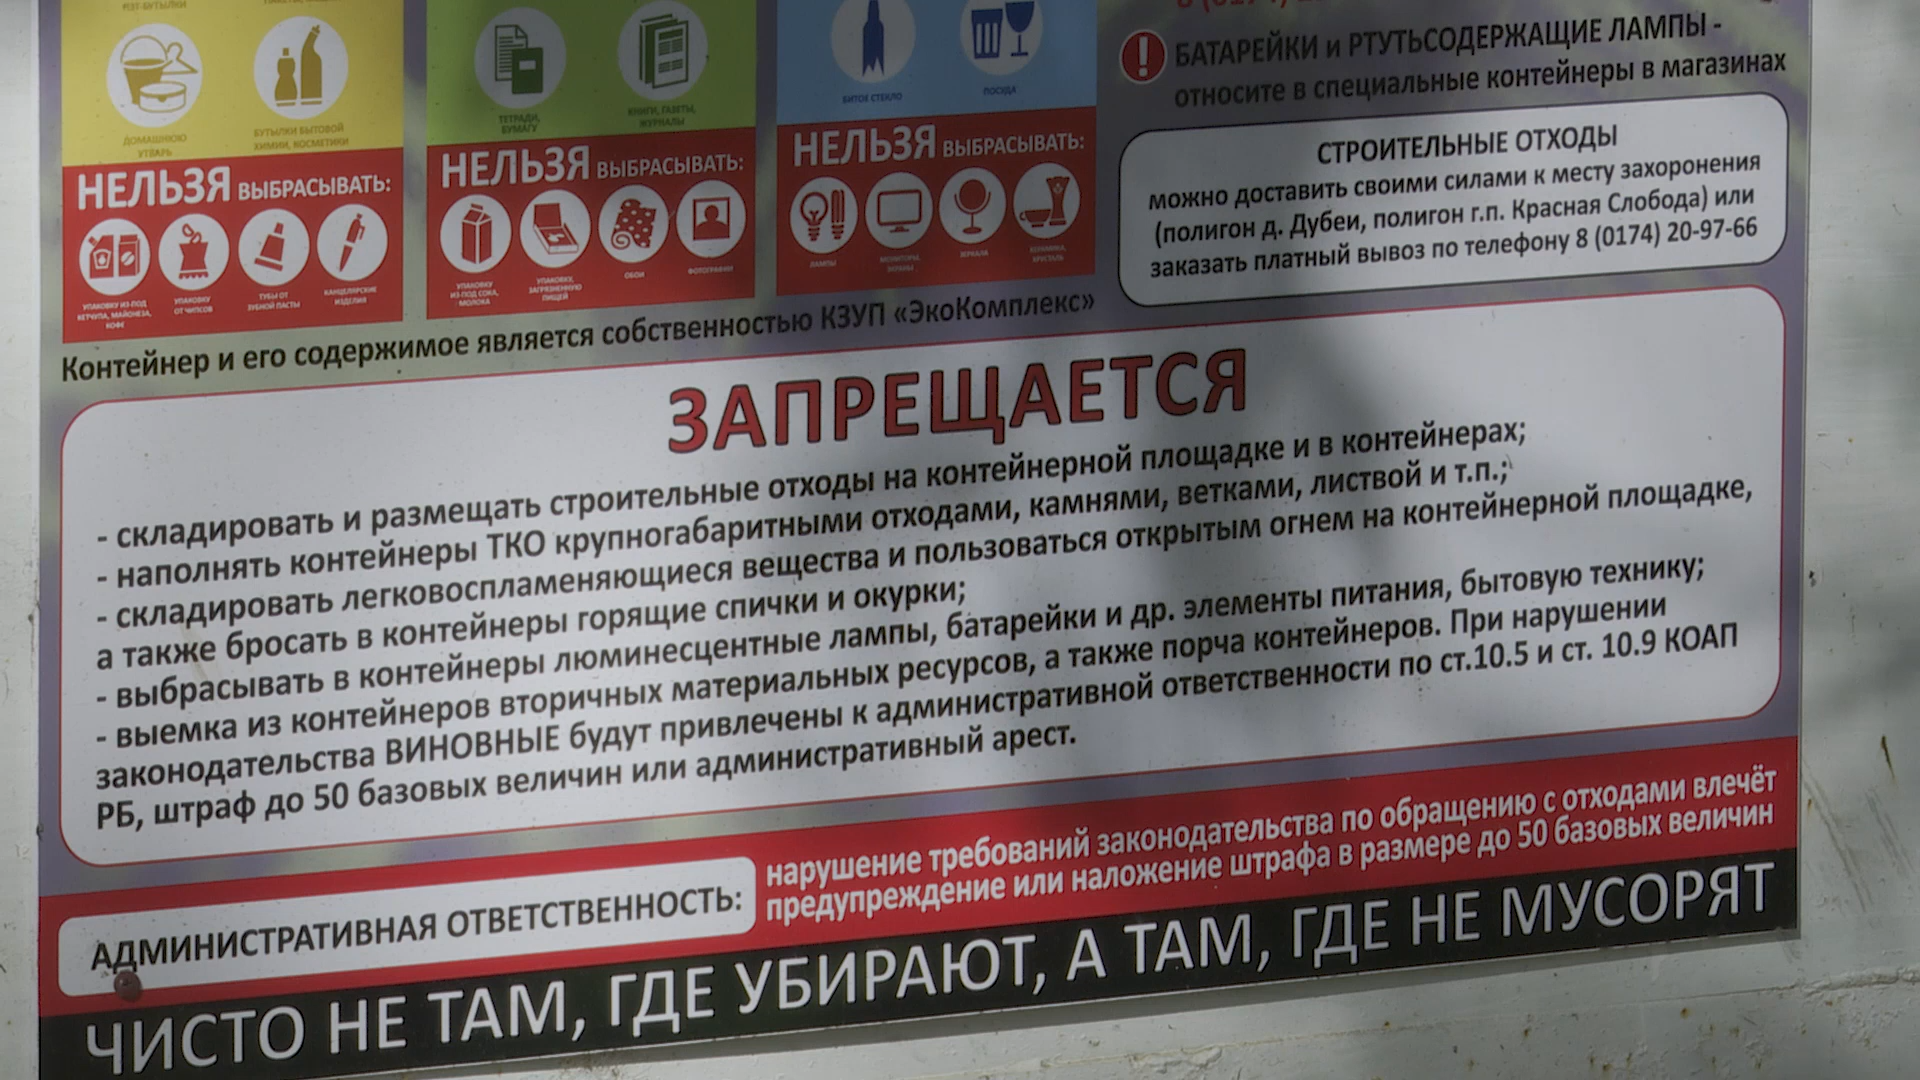 ПЭТ-БУТЫЛКИ
ДОМАШНЮЮ
УТВАРЬ
БУТЫЛКИ БЫТОВОЙ
ХИМИИ, КОСМЕТИКИ
НЕЛЬЗЯ ВЫБРАСЫВАТЬ:
УПАКОВКУ ИЗ-ПОД
КЕТЧУПА, МАЙОНЕЗА,
КОФЕ
УПАКОВКУ
ОТ ЧИПСОВ
ТУБЫ ОТ
ЗУБНОЙ ПАСТЫ
КАНЦЕЛЯРСКИЕ
ИЗДЕЛИЯ
ТЕТРАДИ,
БУМАГУ
КНИГИ, ГАЗЕТЫ,
ЖУРНАЛЫ
НЕЛЬЗЯ ВЫБРАСЫВАТЬ:
УПАКОВКУ
ИЗ-ПОД СОКА,
МОЛОКА
УПАКОВКУ,
ЗАГРЯЗНЕННУЮ
ПИЩЕЙ
ОБОИ
ФОТОГРАФИИ
БИТОЕ СТЕКЛО
ПОСУДА
НЕЛЬЗЯ ВЫБРАСЫВАТЬ:
ЛАМПЫ
МОНИТОРЫ,
ЭКРАНЫ
ЗЕРКАЛА
КЕРАМИКА,
ХРУСТАЛЬ
БАТАРЕЙКИ и РТУТЬСОДЕРЖАЩИЕ ЛАМПЫ -
относите в специальные контейнеры в магазинах
СТРОИТЕЛЬНЫЕ ОТХОДЫ
можно доставить своими силами к месту захоронения
(полигон д. Дубеи, полигон г.п. Красная Слобода) или
заказать платный вывоз по телефону 8 (0174) 20-97-66
Контейнер и его содержимое является собственностью КЗУП «ЭкоКомплекс»
ЗАПРЕЩАЕТСЯ
- складировать и размещать строительные отходы на контейнерной площадке и в контейнерах;
- наполнять контейнеры ТКО крупногабаритными отходами, камнями, ветками, листвой и т.п.;
- складировать легковоспламеняющиеся вещества и пользоваться открытым огнем на контейнерной площадке,
а также бросать в контейнеры горящие спички и окурки;
- выбрасывать в контейнеры люминесцентные лампы, батарейки и др. элементы питания, бытовую технику;
- выемка из контейнеров вторичных материальных ресурсов, а также порча контейнеров. При нарушении
законодательства ВИНОВНЫЕ будут привлечены к административной ответственности по ст.10.5 и ст. 10.9 КОАП
РБ, штраф до 50 базовых величин или административный арест.
АДМИНИСТРАТИВНАЯ ОТВЕТСТВЕННОСТЬ:
нарушение требований законодательства по обращению с отходами влечёт
предупреждение или наложение штрафа в размере до 50 базовых величин
ЧИСТО НЕ ТАМ, ГДЕ УБИРАЮТ, А ТАМ, ГДЕ НЕ МУСОРЯТ